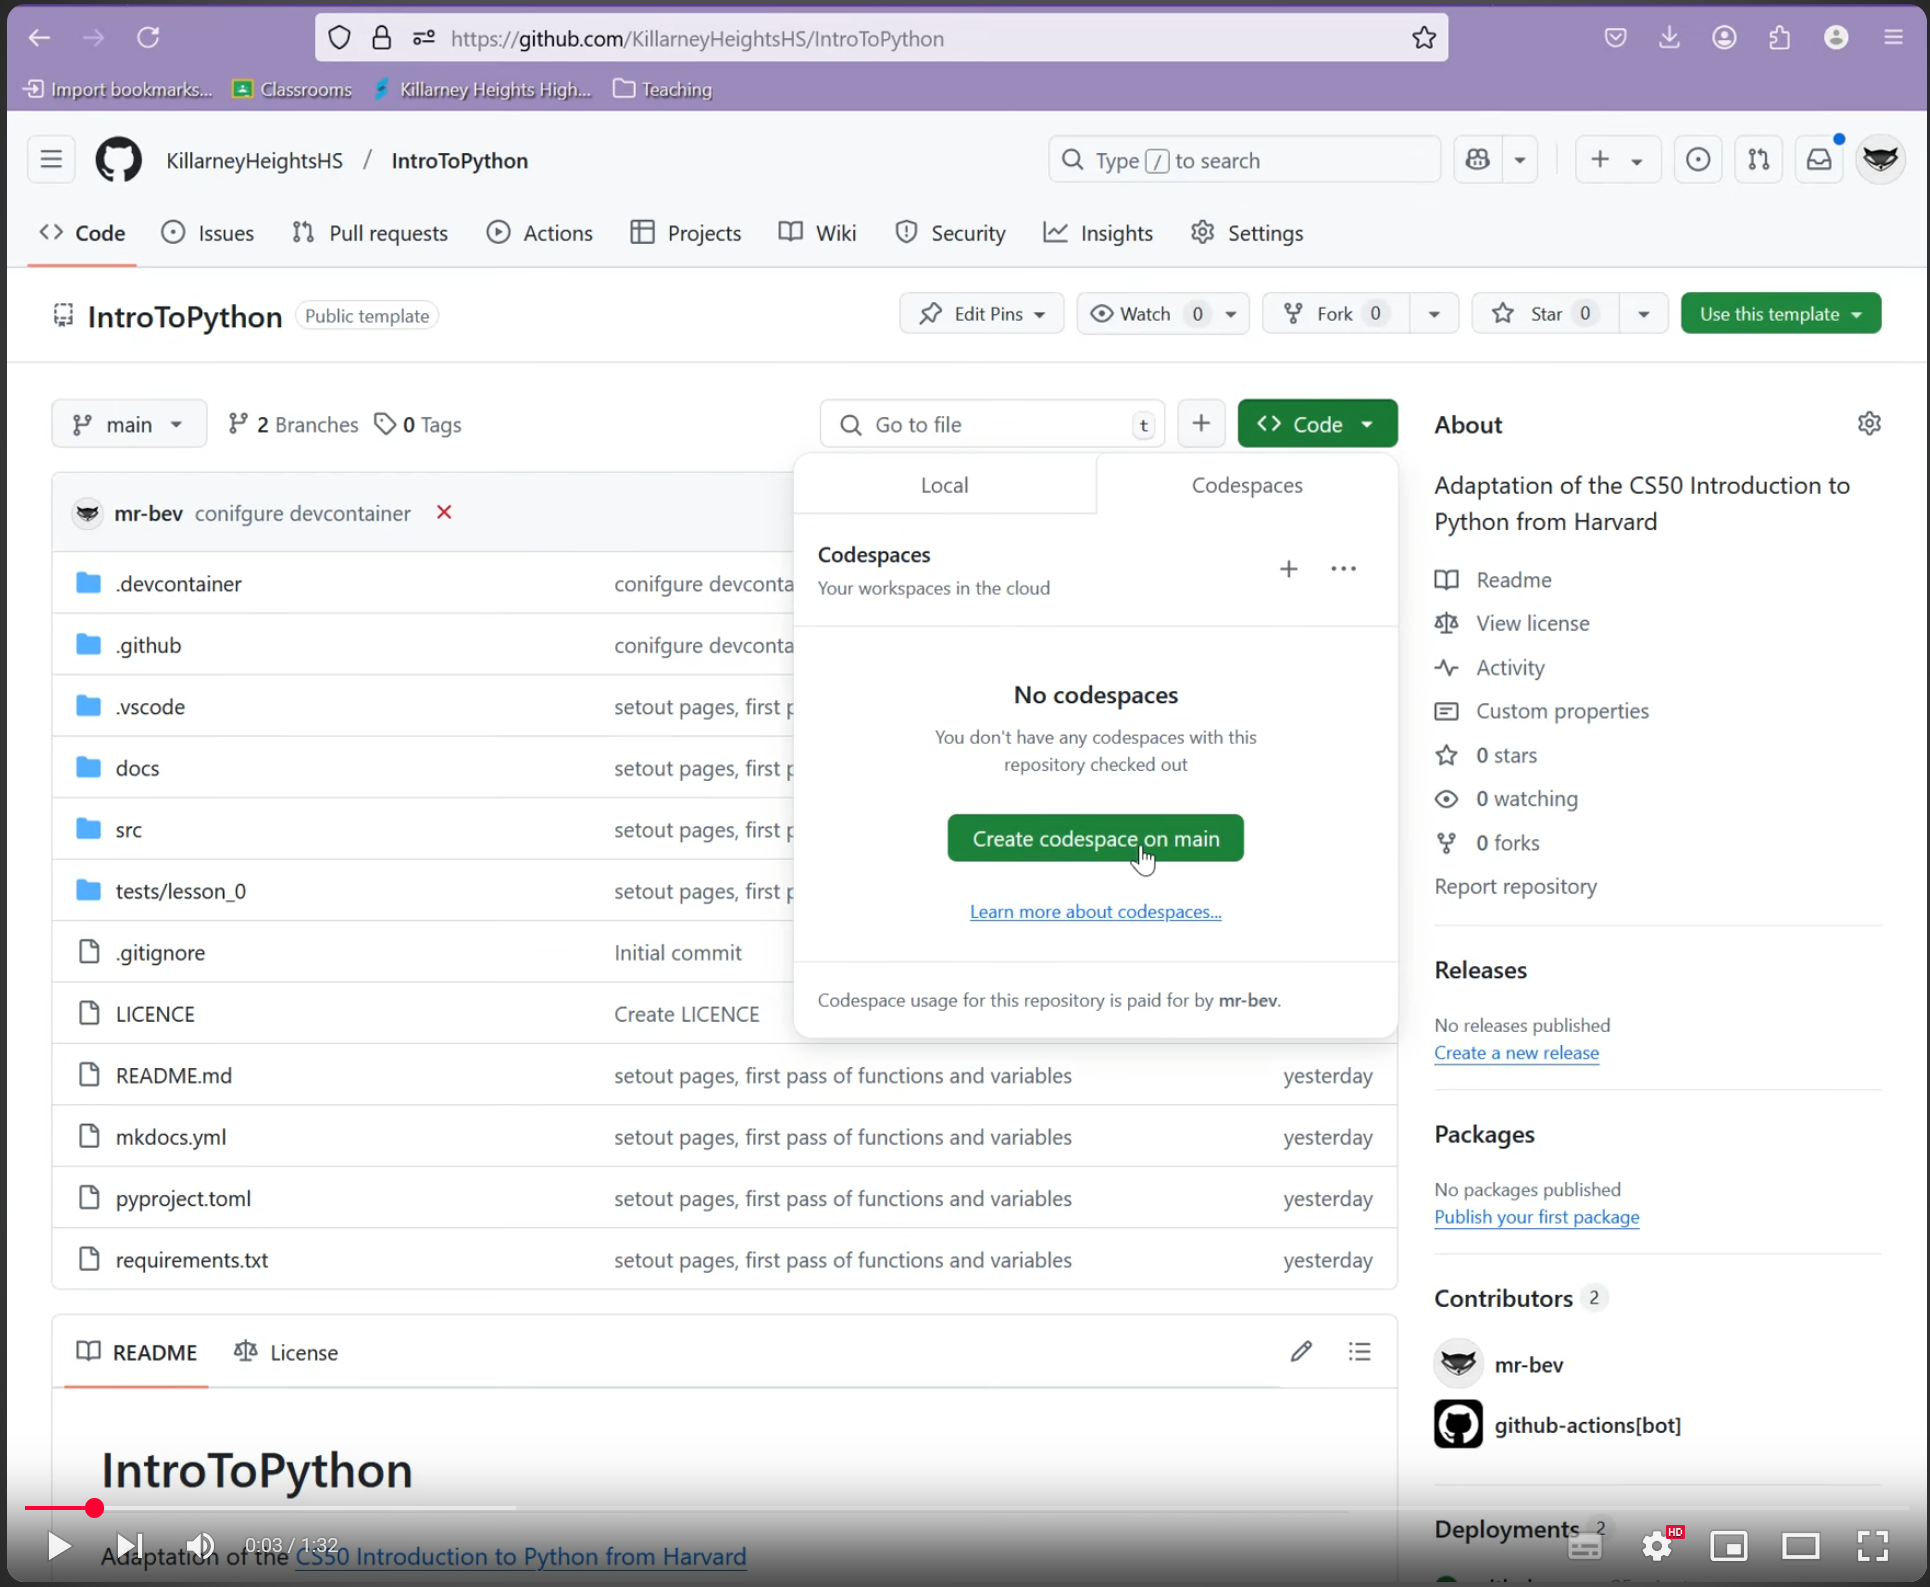 https://github.com/KillarneyHeightsHS/IntroToPython
Import bookmarks... Classrooms Killarney Heights High... Teaching
KillarneyHeightsHS / IntroToPython Type / to search
Code Issues Pull requests Actions Projects Wiki Security Insights Settings
IntroToPython Public template Edit Pins Watch 0 Fork 0 Star 0 Use this template
main 2 Branches 0 Tags Go to file t Code
Local Codespaces
Codespaces
Your workspaces in the cloud
No codespaces
You don't have any codespaces with this
repository checked out
Create codespace on main
Learn more about codespaces...
Codespace usage for this repository is paid for by mr-bev.
mr-bev conifgure devcontainer
.devcontainer conifgure devconta
.github conifgure devconta
.vscode setout pages, first p
docs setout pages, first p
src setout pages, first p
tests/lesson_0 setout pages, first p
.gitignore Initial commit
LICENCE Create LICENCE
README.md setout pages, first pass of functions and variables yesterday
mkdocs.yml setout pages, first pass of functions and variables yesterday
pyproject.toml setout pages, first pass of functions and variables yesterday
requirements.txt setout pages, first pass of functions and variables yesterday
README License
IntroToPython
Adaptation of the CS50 Introduction to Python from Harvard
About
Adaptation of the CS50 Introduction to
Python from Harvard
Readme
View license
Activity
Custom properties
0 stars
0 watching
0 forks
Report repository
Releases
No releases published
Create a new release
Packages
No packages published
Publish your first package
Contributors 2
mr-bev
github-actions[bot]
Deployments 2
0:03 / 1:32
HD